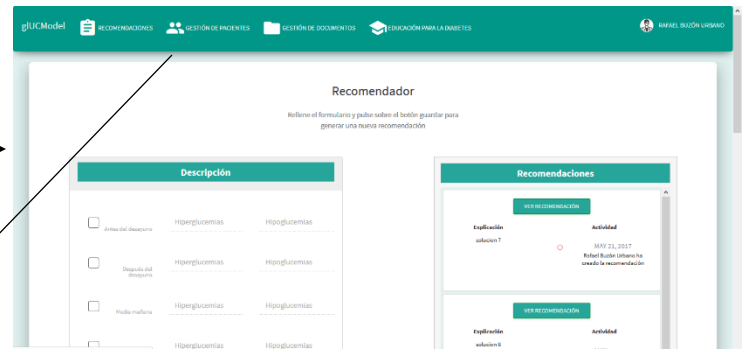 glUCModel
RECOMENDACIONES
GESTIÓN DE PACIENTES
GESTIÓN DE DOCUMENTOS
EDUCACIÓN PARA LA DIABETES
RAFAEL BUZÓN URBANO
Recomendador
Rellene el formulario y pulse sobre el botón guardar para
generar una nueva recomendación
Descripción
Antes del desayuno
Hiperglucemias
Hipoglucemias
Después del
desayuno
Hiperglucemias
Hipoglucemias
Media mañana
Hiperglucemias
Hipoglucemias
Hiperglucemias
Hipoglucemias
Recomendaciones
VER RECOMENDACIÓN
Explicación
Actividad
solucion 7
MAY 21, 2017
Rafael Buzón Urbano ha
creado la recomendación
VER RECOMENDACIÓN
Explicación
Actividad
solucion 8